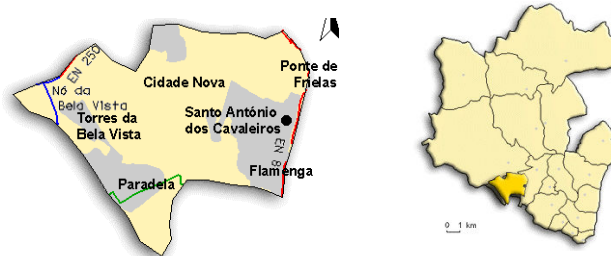 EN 250
Nó da
Bela Vista
Torres da
Bela Vista
Cidade Nova
Ponte de
Frielas
Santo António
dos Cavaleiros
EN 8
Flamenga
Paradela
0 1 km